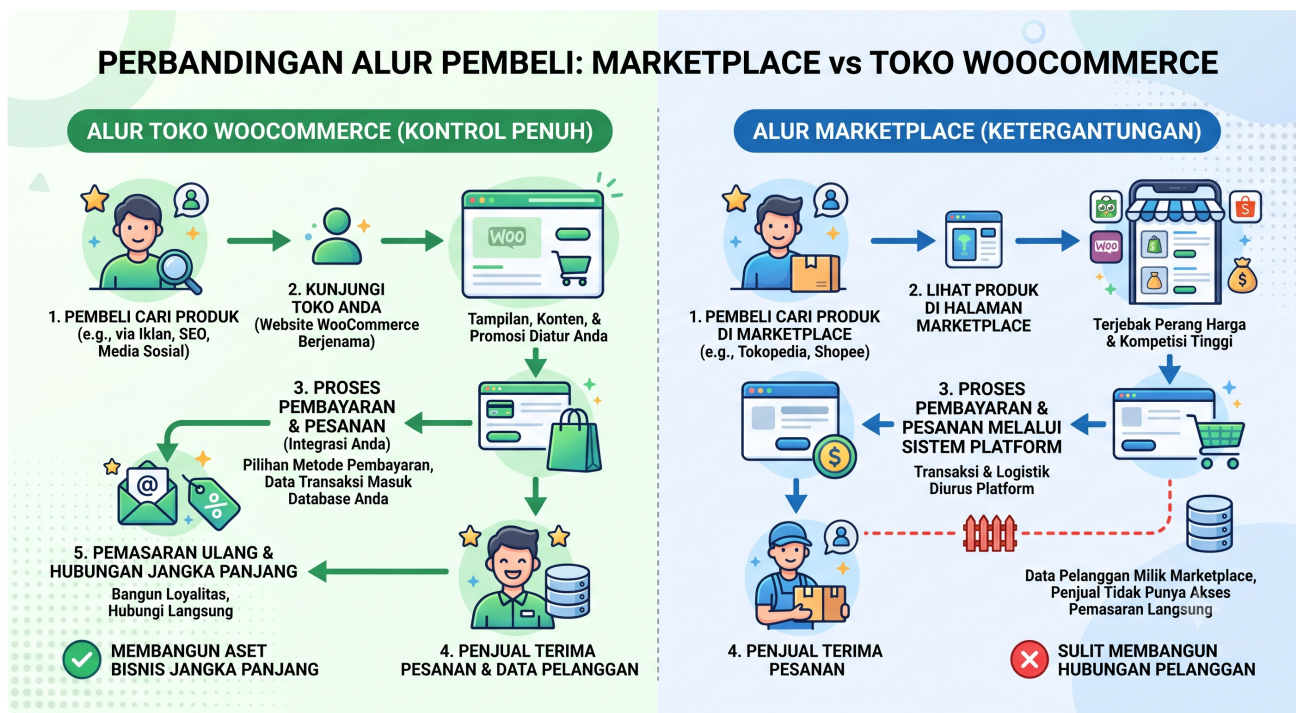 PERBANDINGAN ALUR PEMBELI: MARKETPLACE vs TOKO WOOCOMMERCE
ALUR TOKO WOOCOMMERCE (KONTROL PENUH)
1. PEMBELI CARI PRODUK
(e.g., via Iklan, SEO,
Media Sosial)
2. KUNJUNGI
TOKO ANDA
(Website WooCommerce
Berjenama)
WOO
Tampilan, Konten, &
Promosi Diatur Anda
3. PROSES
PEMBAYARAN
& PESANAN
(Integrasi Anda)
Pilihan Metode Pembayaran,
Data Transaksi Masuk
Database Anda
@
%
5. PEMASARAN ULANG &
HUBUNGAN JANGKA PANJANG
Bangun Loyalitas,
Hubungi Langsung
4. PENJUAL TERIMA
PESANAN & DATA PELANGGAN
MEMBANGUN ASET
BISNIS JANGKA PANJANG
ALUR MARKETPLACE (KETERGANTUNGAN)
1. PEMBELI CARI PRODUK
DI MARKETPLACE
(e.g., Tokopedia, Shopee)
2. LIHAT PRODUK
DI HALAMAN
MARKETPLACE
S
WOO
$
Terjebak Perang Harga
& Kompetisi Tinggi
3. PROSES
PEMBAYARAN &
PESANAN MELALUI
SISTEM PLATFORM
Transaksi & Logistik
Diurus Platform
$
4. PENJUAL TERIMA
PESANAN
Data Pelanggan Milik Marketplace,
Penjual Tidak Punya Akses
Pemasaran Langsung
SULIT MEMBANGUN
HUBUNGAN PELANGGAN